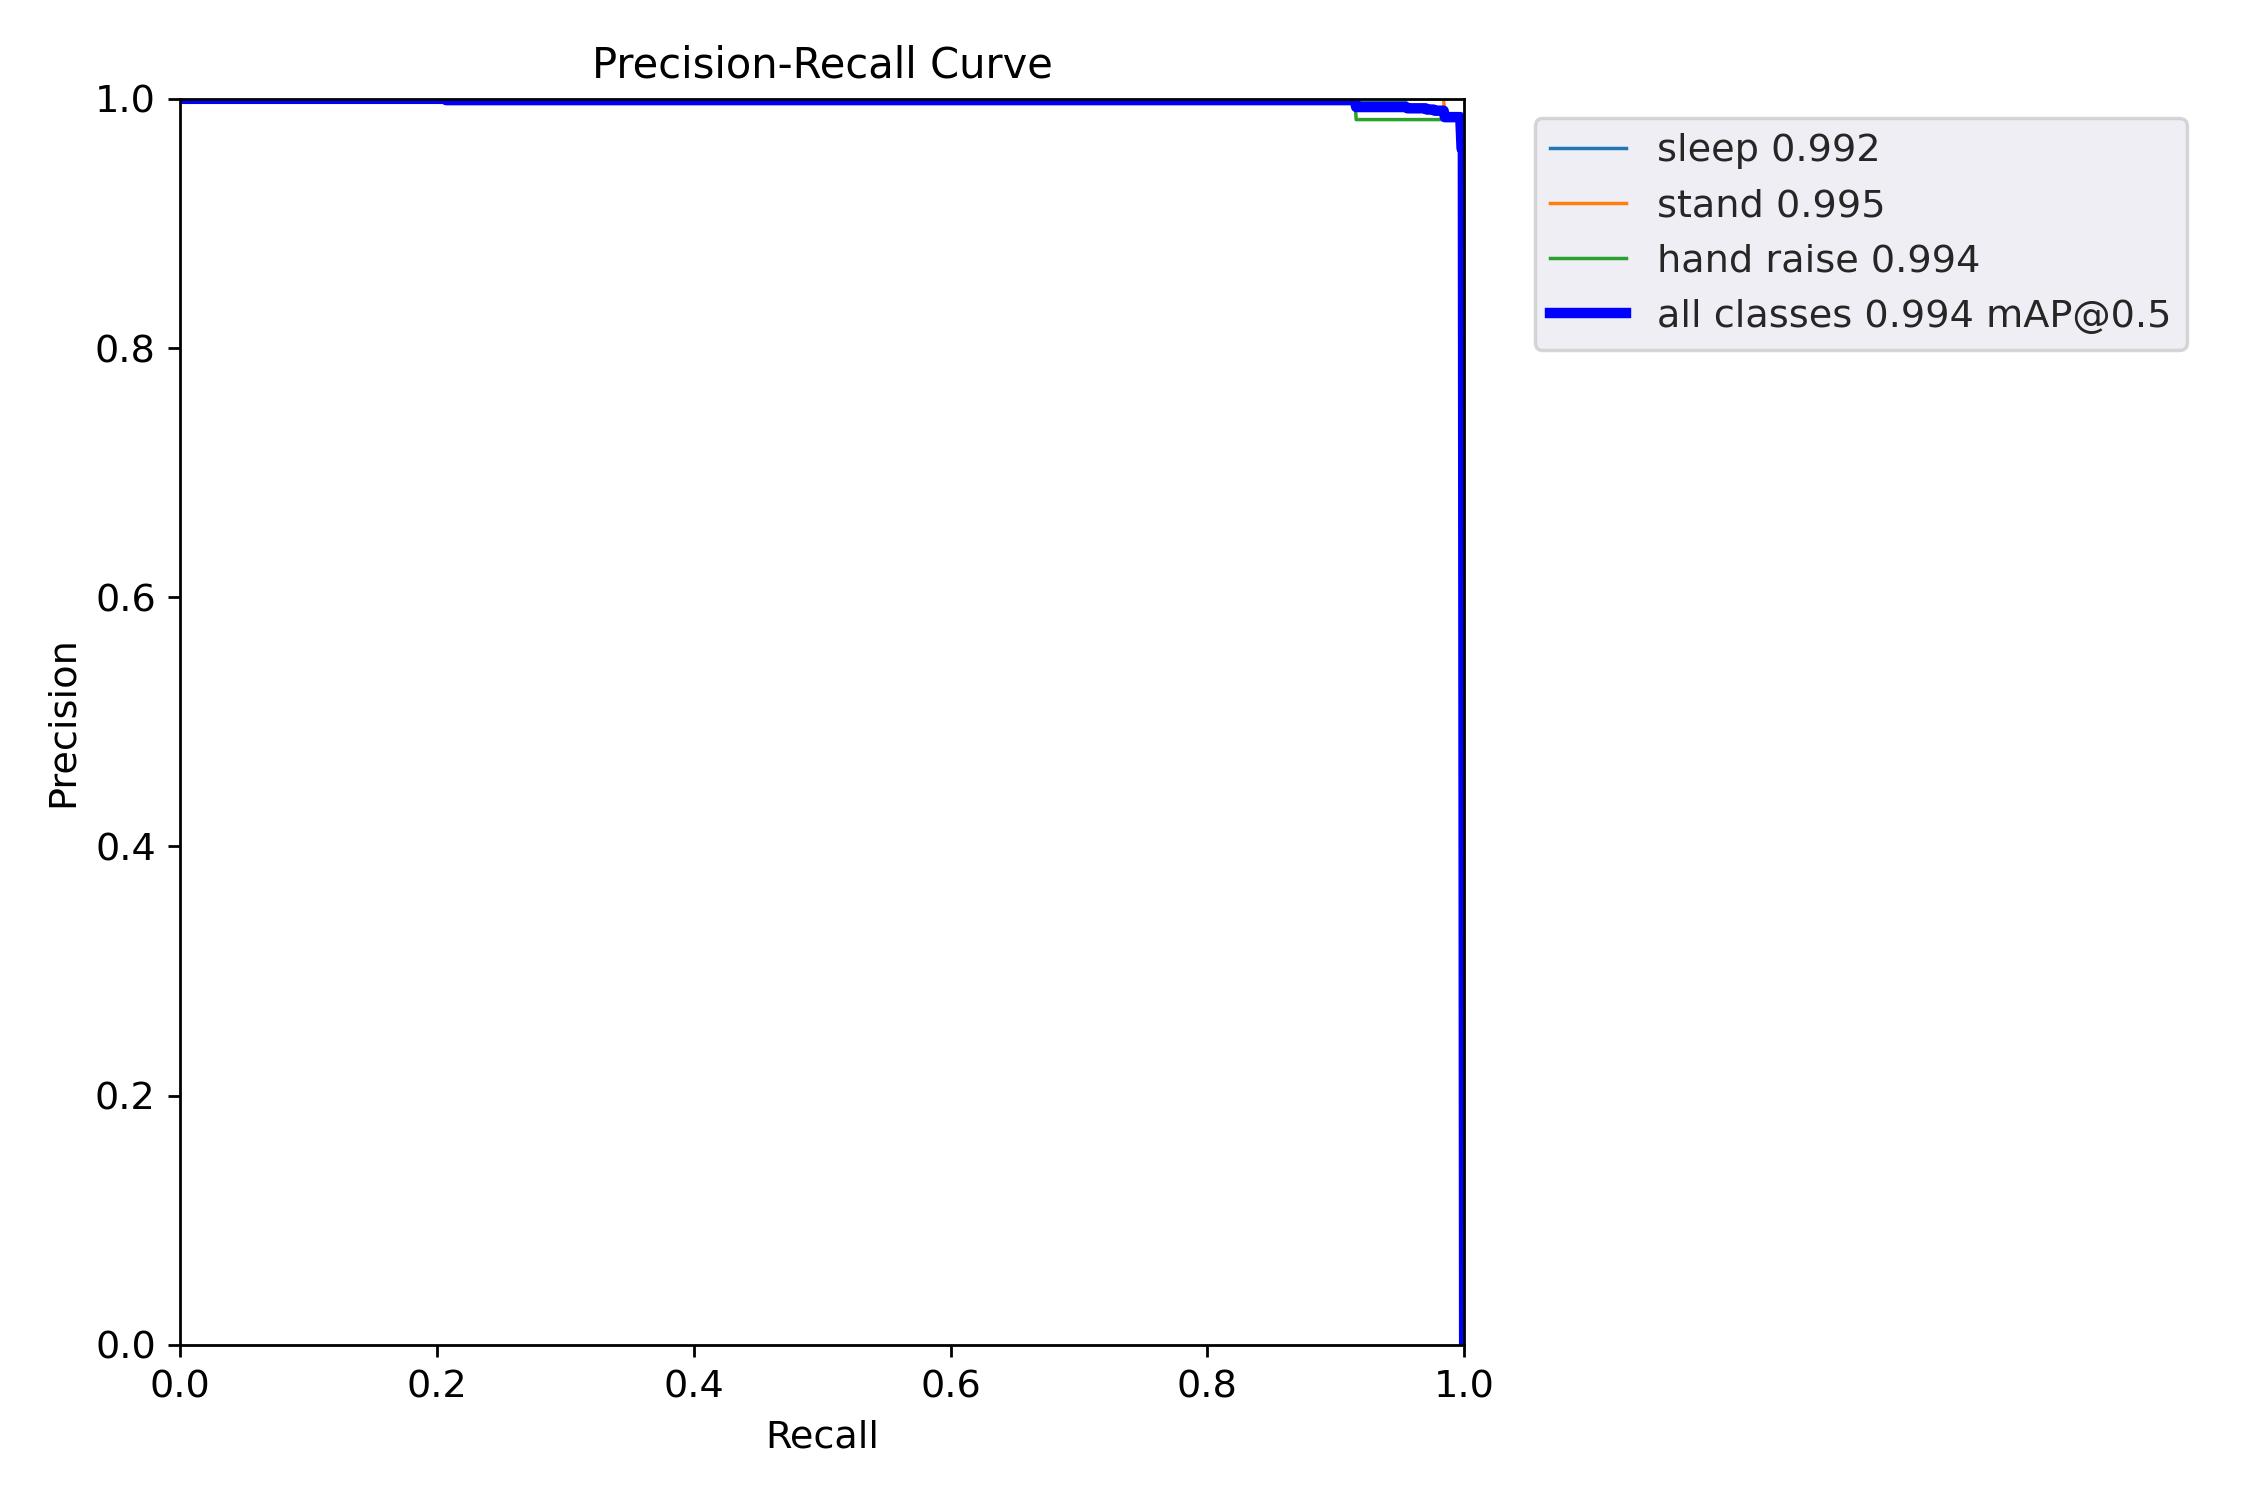 Precision-Recall Curve
1.0
0.8
0.6
0.4
0.2
0.0
Precision
0.0 0.2 0.4 0.6 0.8 1.0
Recall
sleep 0.992
stand 0.995
hand raise 0.994
all classes 0.994 mAP@0.5